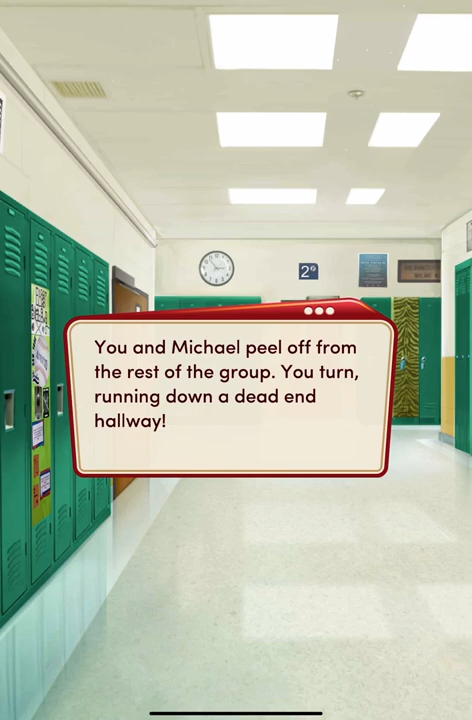 2
You and Michael peel off from
the rest of the group. You turn,
running down a dead end
hallway!